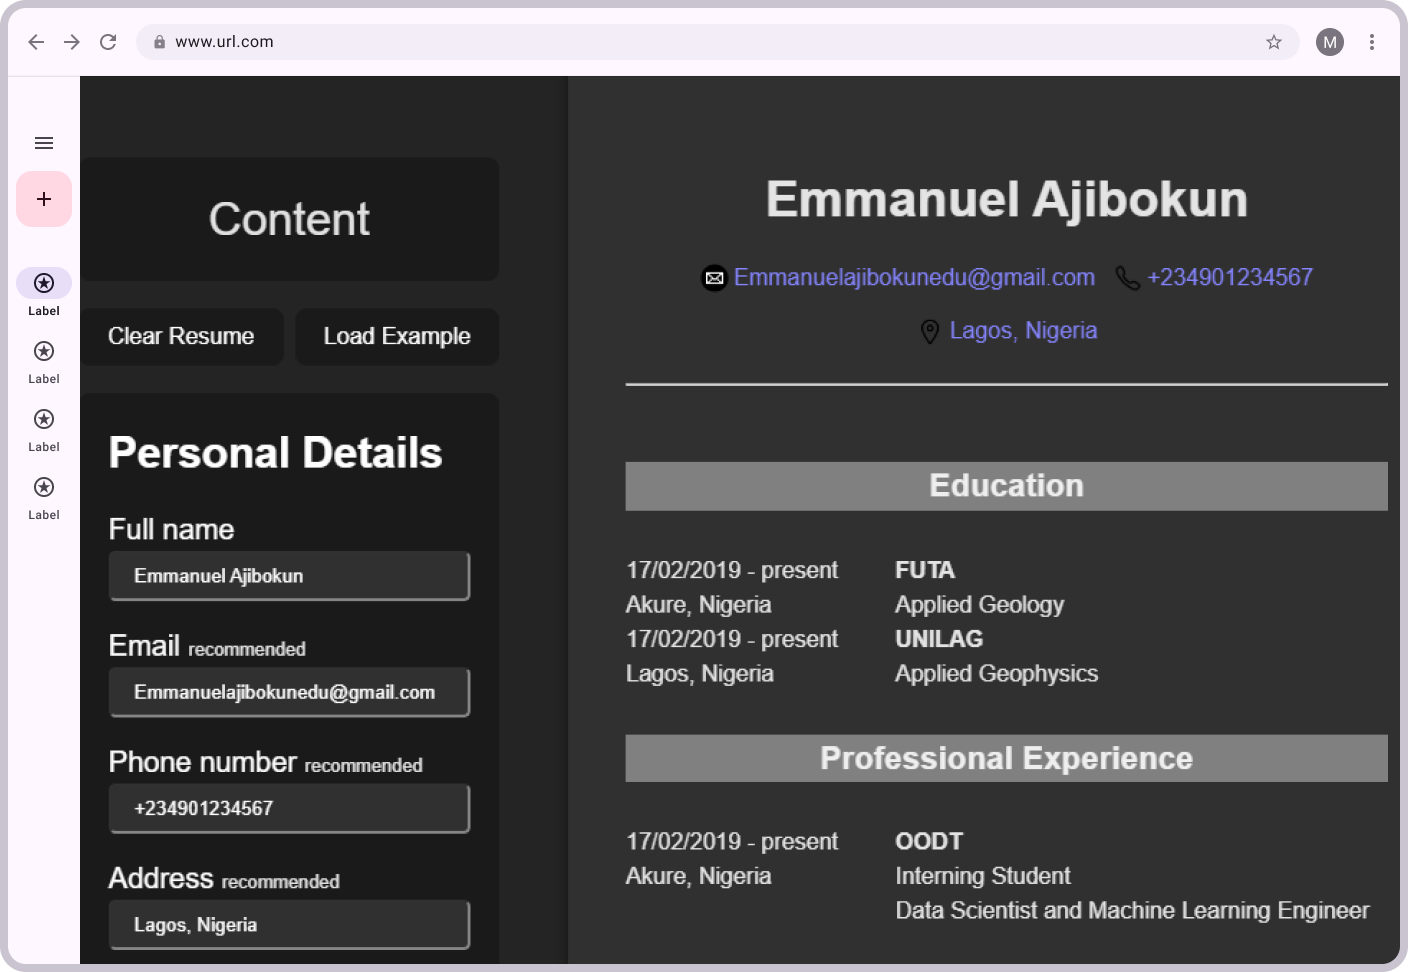 www.url.com
M
Label
Label
Label
Label
Content
Clear Resume
Load Example
Personal Details
Full name
Emmanuel Ajibokun
Email recommended
Emmanuelajibokunedu@gmail.com
Phone number recommended
+234901234567
Address recommended
Lagos, Nigeria
Emmanuel Ajibokun
Emmanuelajibokunedu@gmail.com +234901234567
Lagos, Nigeria
Education
17/02/2019 - present FUTA
Akure, Nigeria Applied Geology
17/02/2019 - present UNILAG
Lagos, Nigeria Applied Geophysics
Professional Experience
17/02/2019 - present OODT
Akure, Nigeria Interning Student
Data Scientist and Machine Learning Engineer